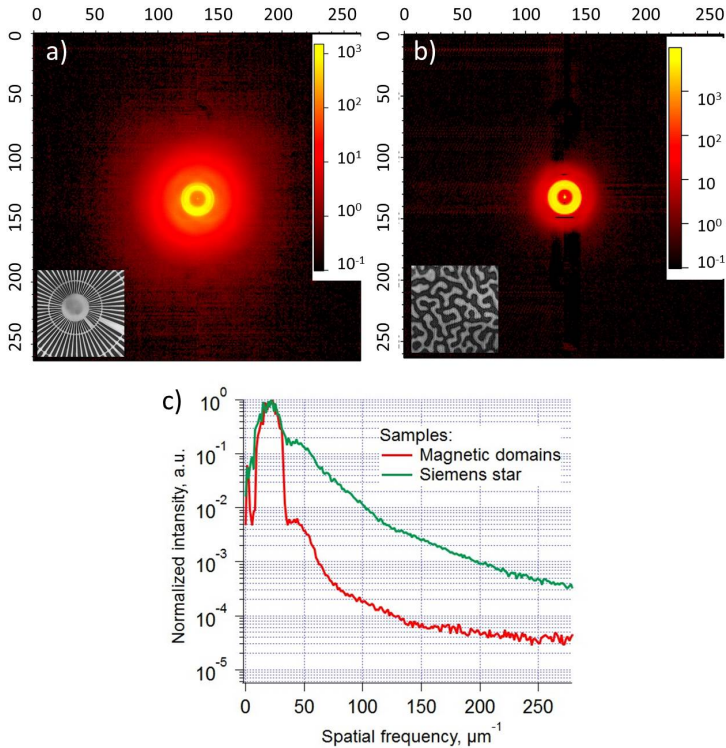 0 50 100 150 200 250
0 50 100 150 200 250
0
50
100
150
200
250
a)
10³
10²
10¹
10⁰
10⁻¹
0
50
100
150
200
250
b)
10³
10²
10
10
10⁻¹
c)
10⁰
10⁻¹
10⁻²
10⁻³
10⁻⁴
10⁻⁵
Normalized intansity, a.u.
Samples:
Magnetic domains
Siemens star
0 50 100 150 200 250
Spatial frequency, μm⁻¹